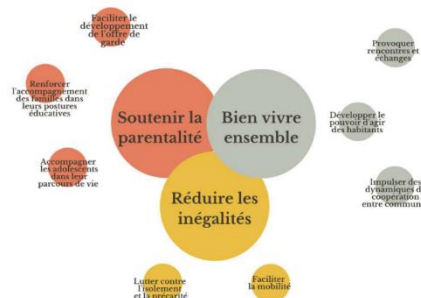 Faciliter le
développement
de l'offre de
garde
Renforcer
l'accompagnement
des familles dans
leurs postures
éducatives
Accompagner
les adolescents
dans leur
parcours de vie
Soutenir la
parentalité
Bien vivre
ensemble
Réduire les
inégalités
Provoquer
rencontres et
échanges
Développer le
pouvoir d'agir
des habitants
Impulser des
dynamiques d
coopération
entre commun
Lutter contre
l'isolement
et la précarité
Faciliter
la mobilité